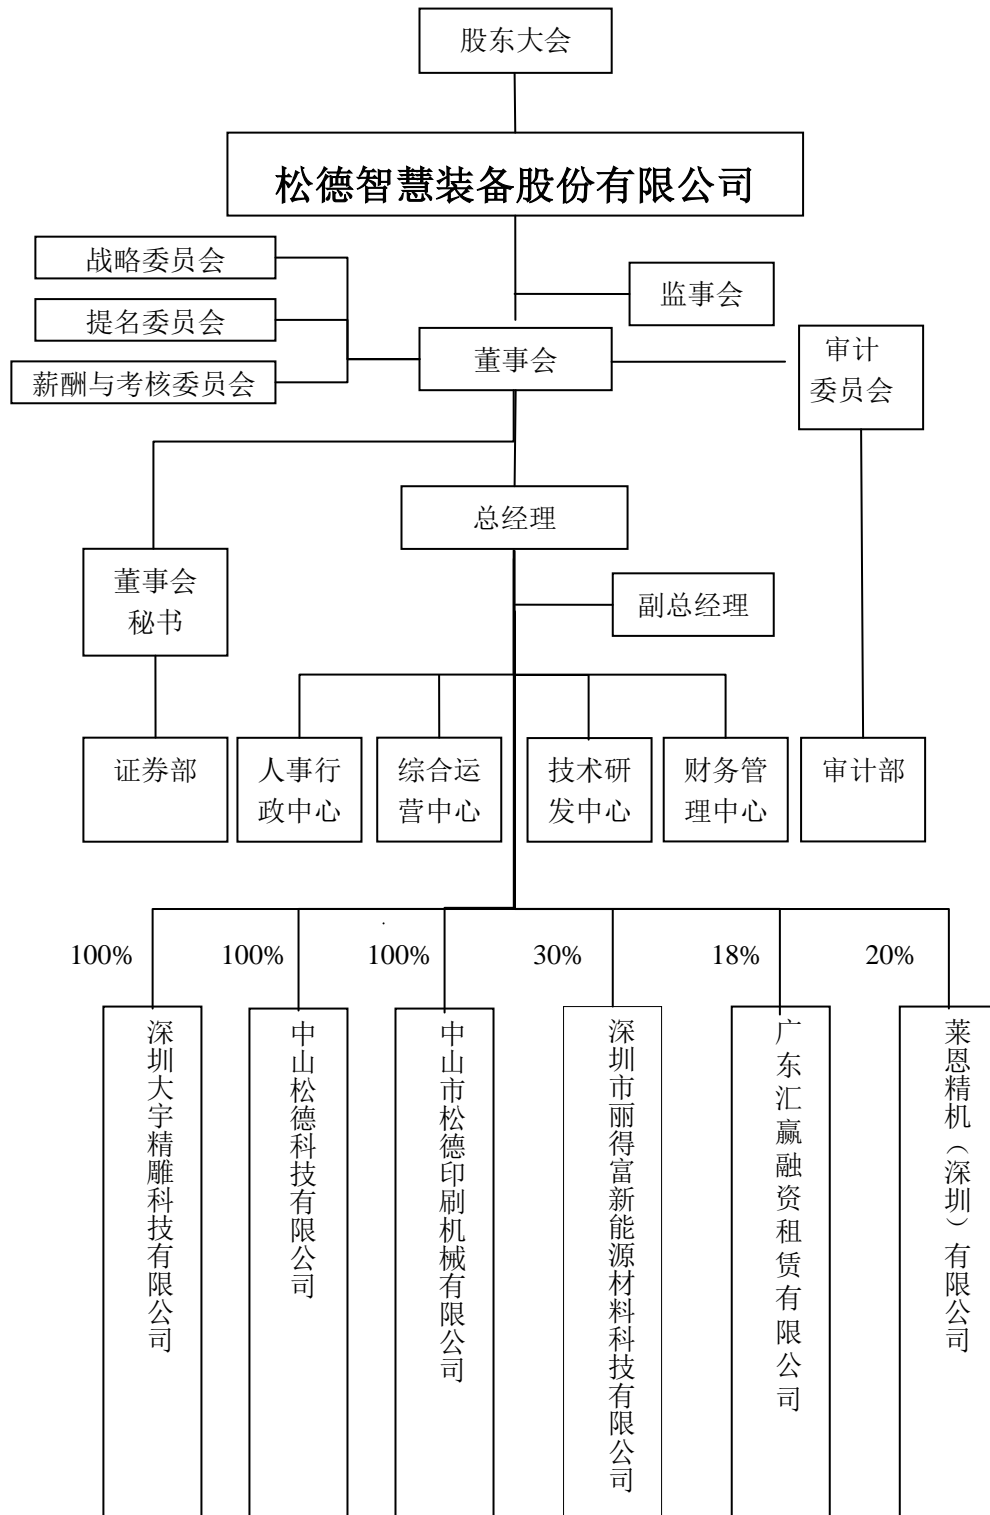 股东大会
松德智慧装备股份有限公司
战略委员会
监事会
提名委员会
董事会
审计
委员会
薪酬与考核委员会
总经理
董事会
秘书
副总经理
证券部
人事行
政中心
综合运
营中心
技术研
发中心
财务管
理中心
审计部
100%
100%
100%
30%
18%
20%
深圳大宇精雕科技有限公司
中山松德科技有限公司
中山市松德印刷机械有限公司
深圳市丽得富新能源材料科技有限公司
广东汇赢融资租赁有限公司
莱恩精机（深圳）有限公司